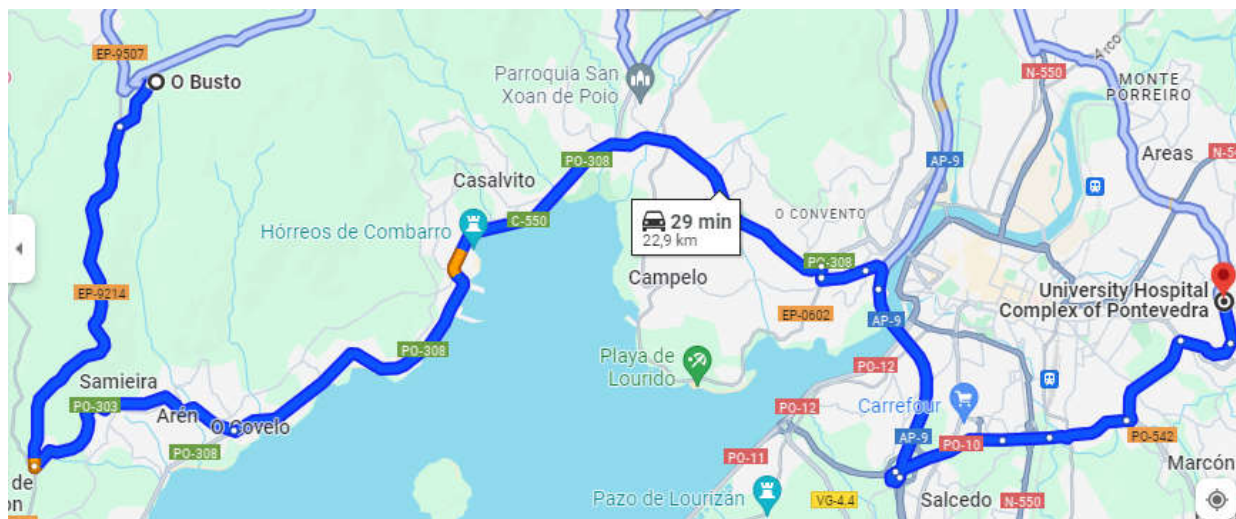 EP-9507
O Busto
Parroquia San
Xoan de Poio
N-550
Arco
MONTE
PORREIRO
Areas
N-5
PO-308
AP-9
Casalvito
C-550
29 min
22,9 km
O CONVENTO
Hórreos de Combarro
PO-308
Campelo
University Hospital
Complex of Pontevedra
EP-9214
EP-0602
AP-9
PO-308
Playa de
Lourido
PO-12
Samieira
PO-303
Arén
O Covelo
PO-12
Carrefour
PO-308
AP-9
PO-10
PO-542
PO-11
Marcón
de
on
Pazo de Lourizán
VG-4.4
Salcedo
N-550